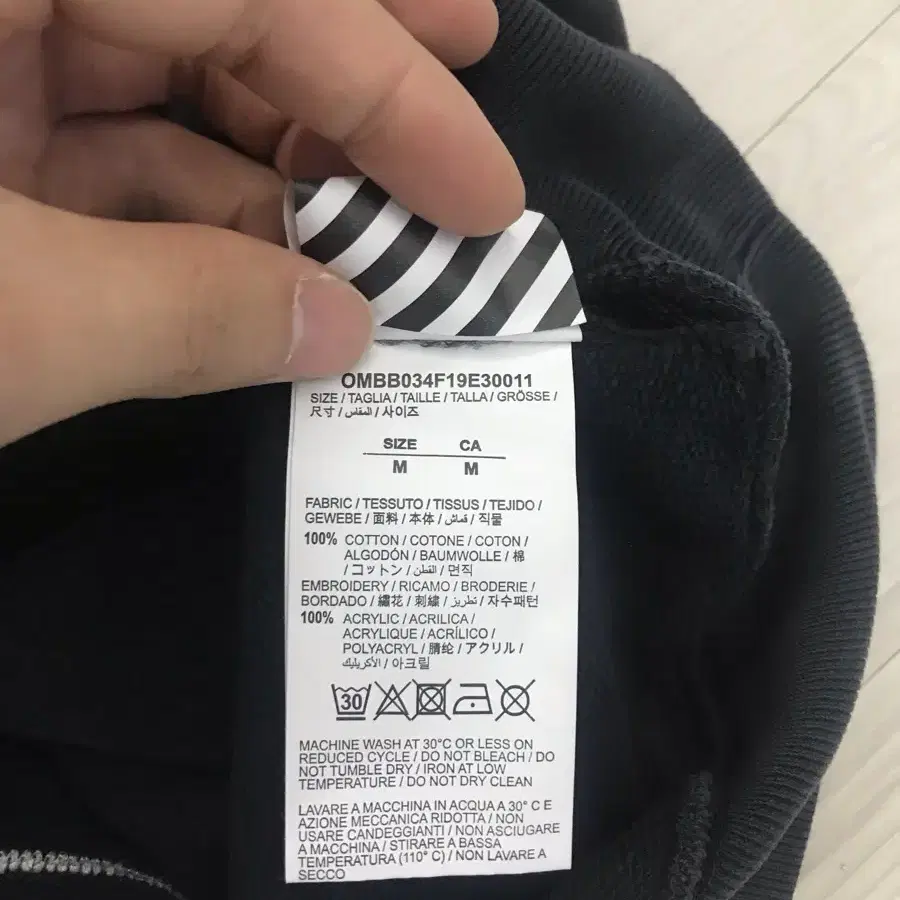 OMBB034F19E30011
SIZE / TAGLIA / TAILLE / TALLA / GRÖSSE /
尺寸 / المقاس / 사이즈
SIZE CA
M M
FABRIC / TESSUTO / TISSUS / TEJIDO /
GEWEBE / 面料 / 本体 / قماش / 직물
100% COTTON / COTONE / COTON /
ALGODÓN / BAUMWOLLE / 棉
/ コットン / القطن / 면직
EMBROIDERY / RICAMO / BRODERIE /
BORDADO / 繡花 / 刺繍 / تطريز / 자수패턴
100% ACRYLIC / ACRILICA /
ACRYLIQUE / ACRÍLICO /
POLYACRYL / 腈纶 / アクリル /
الأكريليك / 아크릴
30
MACHINE WASH AT 30°C OR LESS ON
REDUCED CYCLE / DO NOT BLEACH / DO
NOT TUMBLE DRY / IRON AT LOW
TEMPERATURE / DO NOT DRY CLEAN
LAVARE A MACCHINA IN ACQUA A 30° C E
AZIONE MECCANICA RIDOTTA / NON
USARE CANDEGGIANTI / NON ASCIUGARE
A MACCHINA / STIRARE A BASSA
TEMPERATURA (110° C) / NON LAVARE A
SECCO